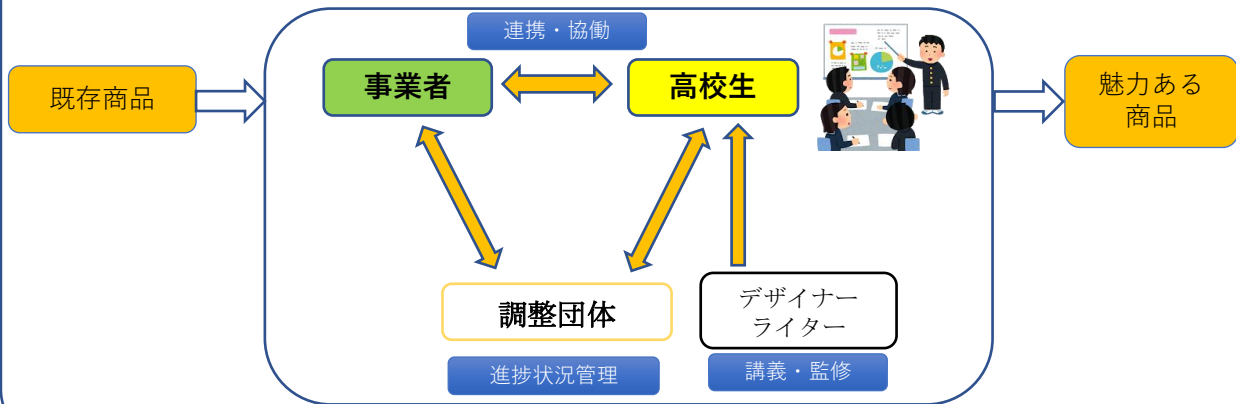 連携・協働
事業者
高校生
既存商品
魅力ある
商品
調整団体
デザイナー
ライター
進捗状況管理
講義・監修